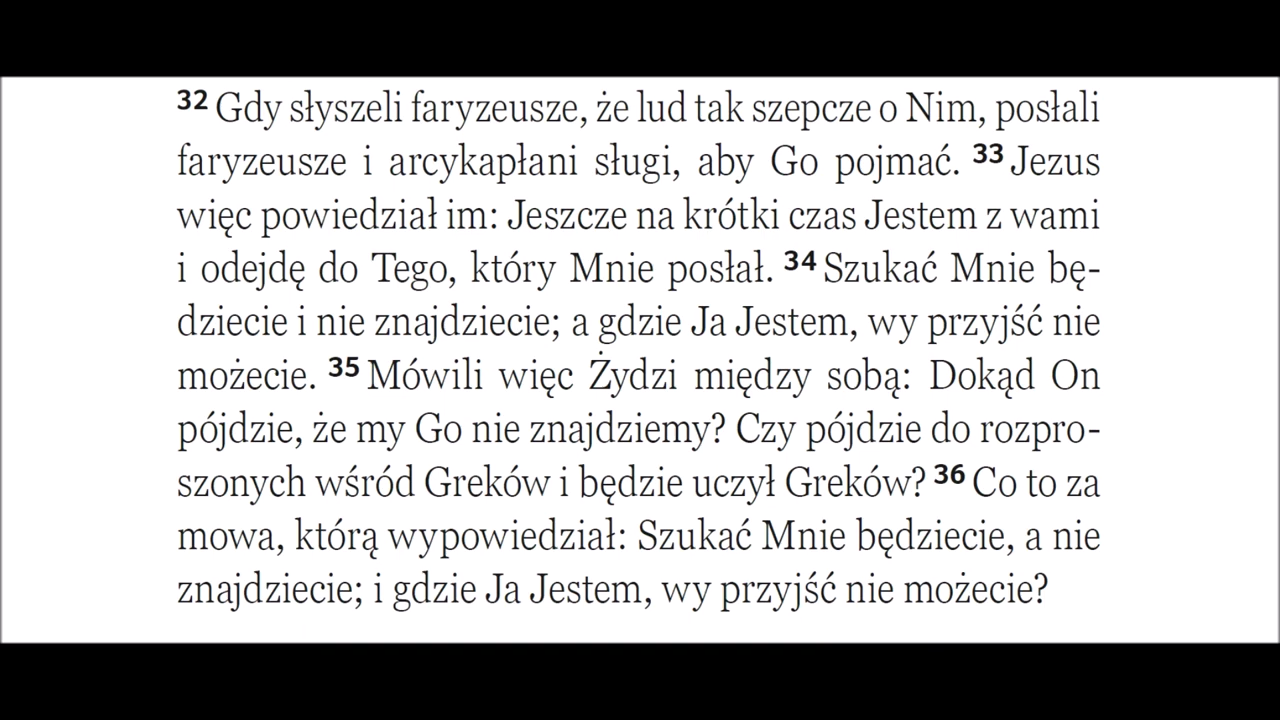 32 Gdy słyszeli faryzeusze, że lud tak szepcze o Nim, posłali
faryzeusze i arcykapłani sługi, aby Go pojmać. 33 Jezus
więc powiedział im: Jeszcze na krótki czas Jestem z wami
i odejdę do Tego, który Mnie posłał. 34 Szukać Mnie bę-
dziecie i nie znajdziecie; a gdzie Ja Jestem, wy przyjść nie
możecie. 35 Mówili więc Żydzi między sobą: Dokąd On
pójdzie, że my Go nie znajdziemy? Czy pójdzie do rozpro-
szonych wśród Greków i będzie uczył Greków? 36 Co to za
mowa, którą wypowiedział: Szukać Mnie będziecie, a nie
znajdziecie; i gdzie Ja Jestem, wy przyjść nie możecie?